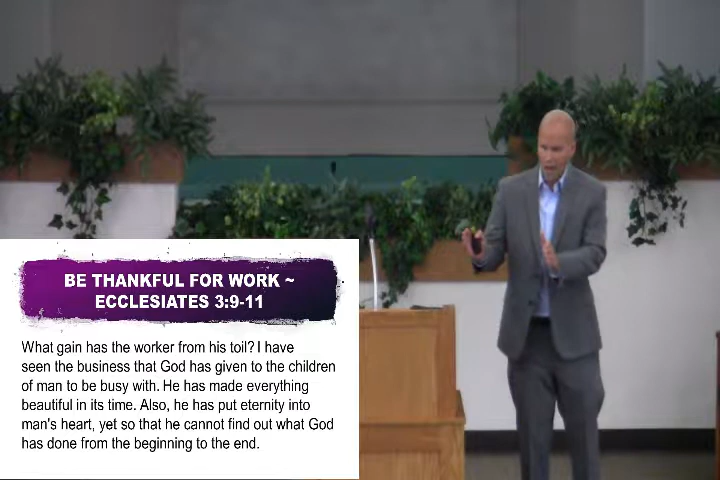 BE THANKFUL FOR WORK ~
ECCLESIATES 3:9-11
What gain has the worker from his toil? I have
seen the business that God has given to the children
of man to be busy with. He has made everything
beautiful in its time. Also, he has put eternity into
man's heart, yet so that he cannot find out what God
has done from the beginning to the end.